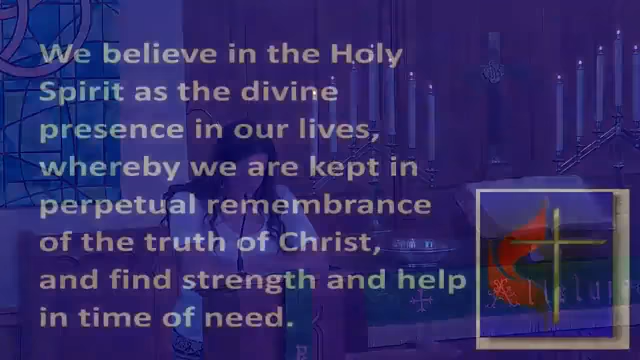 We believe in the Holy
Spirit as the divine
presence in our lives,
whereby we are kept in
perpetual remembrance
of the truth of Christ,
and find strength and help
in time of need.
Alleluia